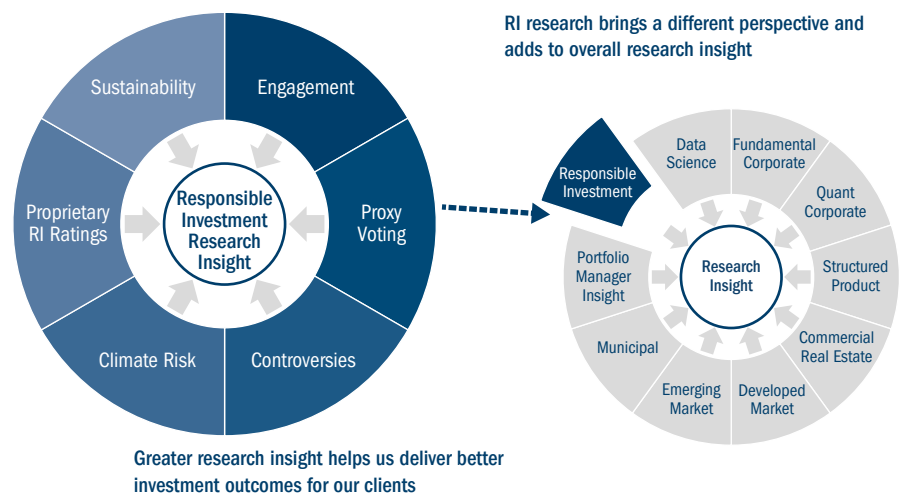 RI research brings a different perspective and
adds to overall research insight
Sustainability
Engagement
Proprietary
RI Ratings
Responsible
Investment
Research
Insight
Proxy
Voting
Climate Risk
Controversies
Greater research insight helps us deliver better
investment outcomes for our clients
Responsible
Investment
Data
Science
Fundamental
Corporate
Quant
Corporate
Structured
Product
Commercial
Real Estate
Developed
Market
Emerging
Market
Municipal
Portfolio
Manager
Insight
Research
Insight